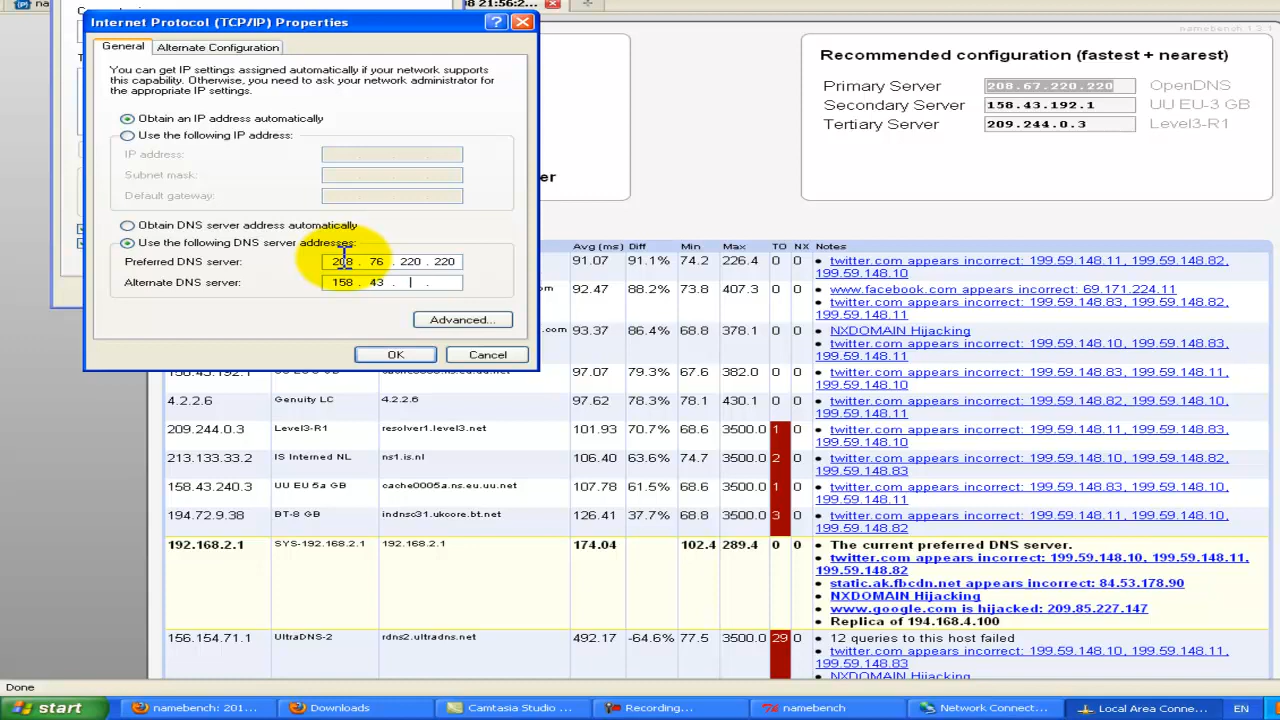 na
08 21:56:2...
Internet Protocol (TCP/IP) Properties
General
Alternate Configuration
You can get IP settings assigned automatically if your network supports
this capability. Otherwise, you need to ask your network administrator for
the appropriate IP settings.
Obtain an IP address automatically
Use the following IP address:
IP address:
Subnet mask:
Default gateway:
Obtain DNS server address automatically
Use the following DNS server addresses:
Preferred DNS server: 208 . 76 . 220 . 220
Alternate DNS server: 158 . 43 . .
Advanced...
OK
Cancel
namebench 1.3.1
Recommended configuration (fastest + nearest)
Primary Server 208.67.220.220 OpenDNS
Secondary Server 158.43.192.1 UU EU-3 GB
Tertiary Server 209.244.0.3 Level3-R1
er
Avg (ms) Diff Min Max TO NX Notes
91.07 91.1% 74.2 226.4 0 0 • twitter.com appears incorrect: 199.59.148.11, 199.59.148.82,
199.59.148.10
om 92.47 88.2% 73.8 407.3 0 0 • www.facebook.com appears incorrect: 69.171.224.11
• twitter.com appears incorrect: 199.59.148.82, 199.59.148.83,
199.59.148.11
.com 93.37 86.4% 68.8 378.1 0 0 • NXDOMAIN Hijacking
• twitter.com appears incorrect: 199.59.148.10, 199.59.148.83,
199.59.148.11
158.43.192.1 97.07 79.3% 67.6 382.0 0 0 • twitter.com appears incorrect: 199.59.148.83, 199.59.148.11,
199.59.148.10
4.2.2.6 Genuity LC 4.2.2.6 97.62 78.3% 78.1 430.1 0 0 • twitter.com appears incorrect: 199.59.148.82, 199.59.148.10,
199.59.148.11
209.244.0.3 Level3-R1 resolver1.level3.net 101.93 70.7% 68.6 3500.0 1 0 • twitter.com appears incorrect: 199.59.148.11, 199.59.148.83,
199.59.148.10
213.133.33.2 IS Interned NL ns1.is.nl 106.40 63.6% 74.7 3500.0 2 0 • twitter.com appears incorrect: 199.59.148.10, 199.59.148.82,
199.59.148.83
158.43.240.3 UU EU 5a GB cache0005a.ns.eu.uu.net 107.78 61.5% 68.6 3500.0 1 0 • twitter.com appears incorrect: 199.59.148.83, 199.59.148.10,
199.59.148.11
194.72.9.38 BT-8 GB indnsc31.ukcore.bt.net 126.41 37.7% 68.8 3500.0 3 0 • twitter.com appears incorrect: 199.59.148.11, 199.59.148.10,
199.59.148.82
192.168.2.1 SYS-192.168.2.1 192.168.2.1 174.04 102.4 289.4 0 0 • The current preferred DNS server.
• twitter.com appears incorrect: 199.59.148.10, 199.59.148.11,
199.59.148.82
• static.ak.fbcdn.net appears incorrect: 84.53.178.90
• NXDOMAIN Hijacking
• www.google.com is hijacked: 209.85.227.147
• Replica of 194.168.4.100
156.154.71.1 UltraDNS-2 rdns2.ultradns.net 492.17 -64.6% 77.5 3500.0 29 0 • 12 queries to this host failed
• twitter.com appears incorrect: 199.59.148.10, 199.59.148.11,
199.59.148.83
• NXDOMAIN Hijacking
Done
start
namebench: 201...
Downloads
Camtasia Studio ...
Recording...
namebench
Network Connect...
Local Area Conne...
EN